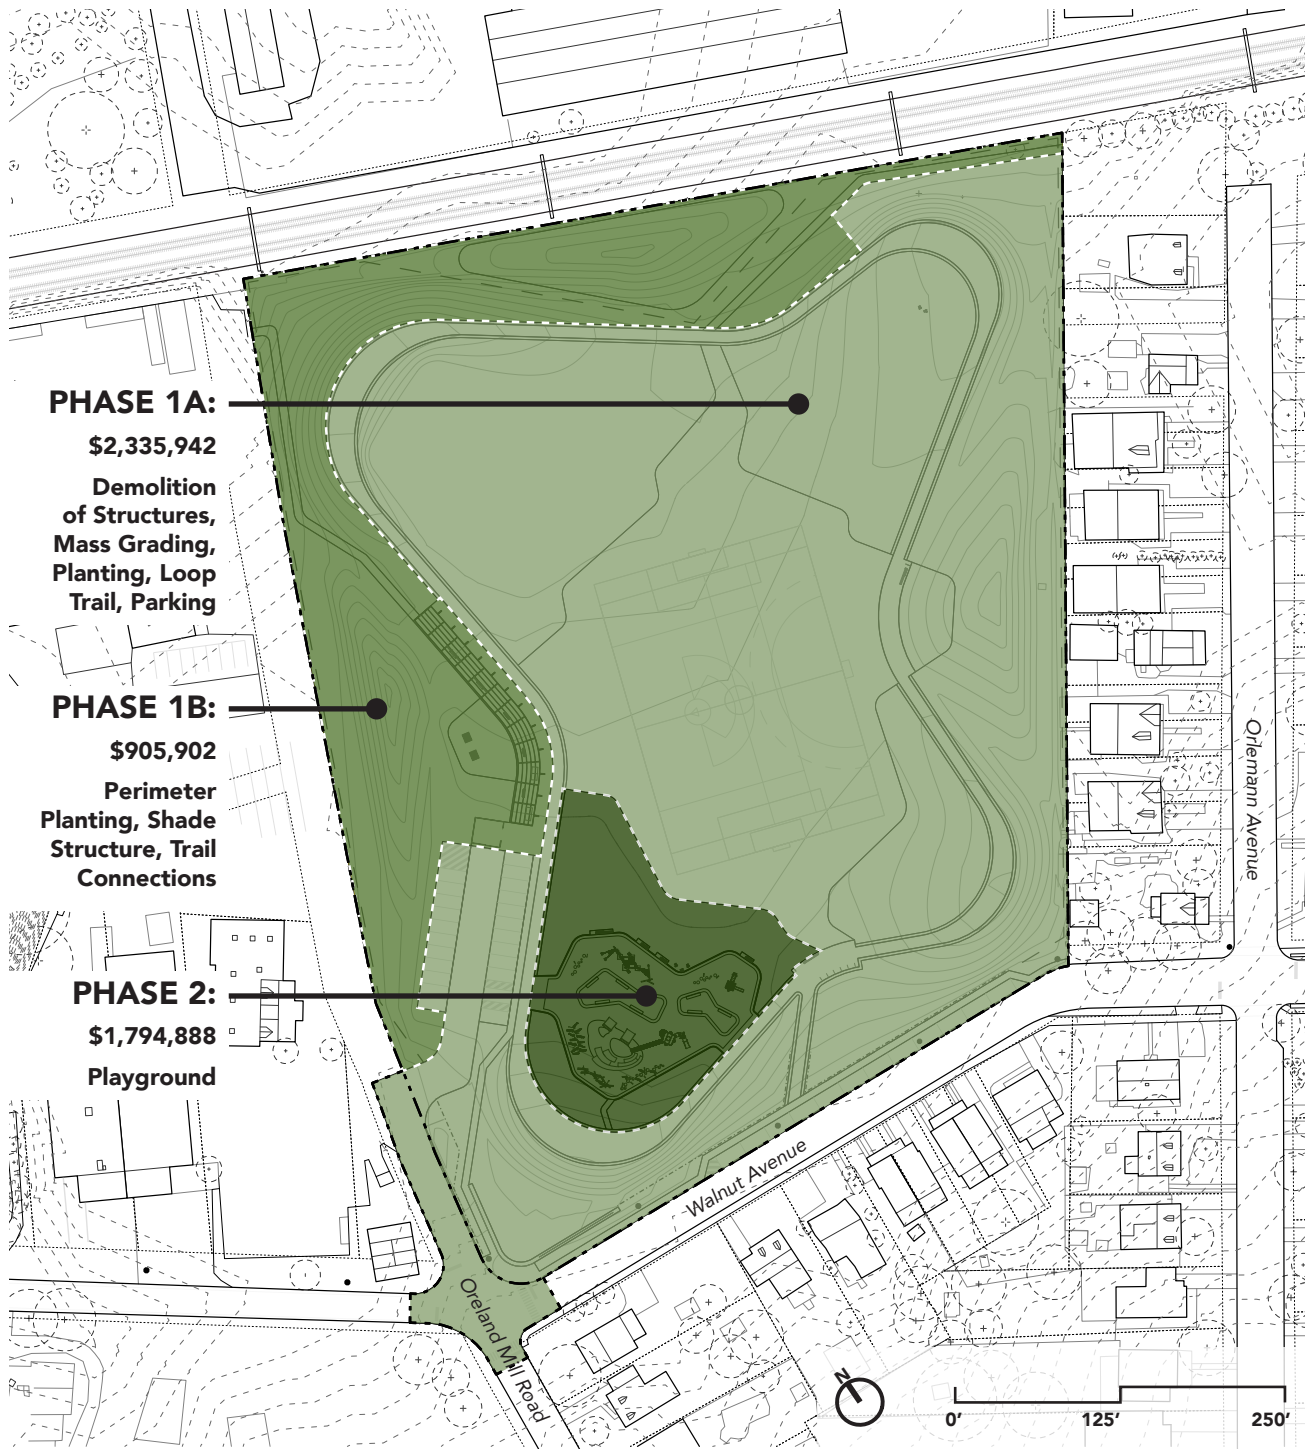 PHASE 1A:
$2,335,942
Demolition
of Structures,
Mass Grading,
Planting, Loop
Trail, Parking
PHASE 1B:
$905,902
Perimeter
Planting, Shade
Structure, Trail
Connections
PHASE 2:
$1,794,888
Playground
Orlemann Avenue
Walnut Avenue
Oreland Mill Road
N
0’
125’
250’